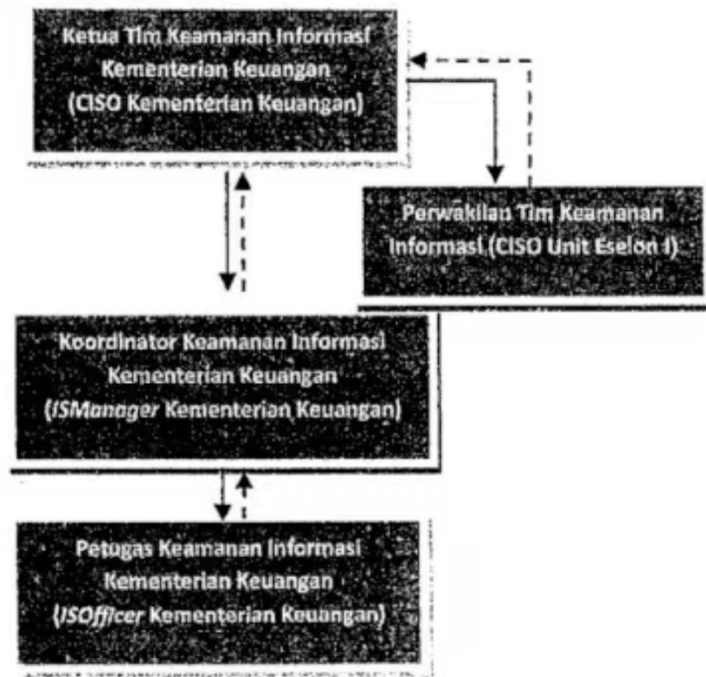 Ketua Tim Keamanan Informasi
Kementerian Keuangan
(CISO Kementerian Keuangan)
Perwakilan Tim Keamanan
Informasi (CISO Unit Eselon I)
Koordinator Keamanan Informasi
Kementerian Keuangan
(ISManager Kementerian Keuangan)
Petugas Keamanan Informasi
Kementerian Keuangan
(ISOfficer Kementerian Keuangan)